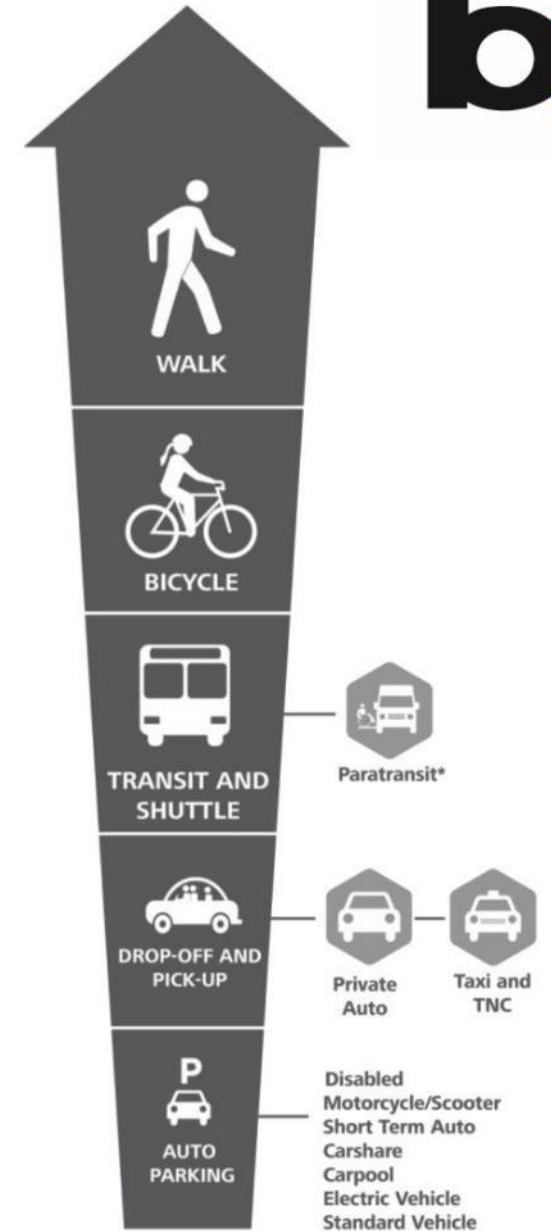 b
WALK
BICYCLE
TRANSIT AND
SHUTTLE
Paratransit*
DROP-OFF AND
PICK-UP
Private
Auto
Taxi and
TNC
P
AUTO
PARKING
Disabled
Motorcycle/Scooter
Short Term Auto
Carshare
Carpool
Electric Vehicle
Standard Vehicle